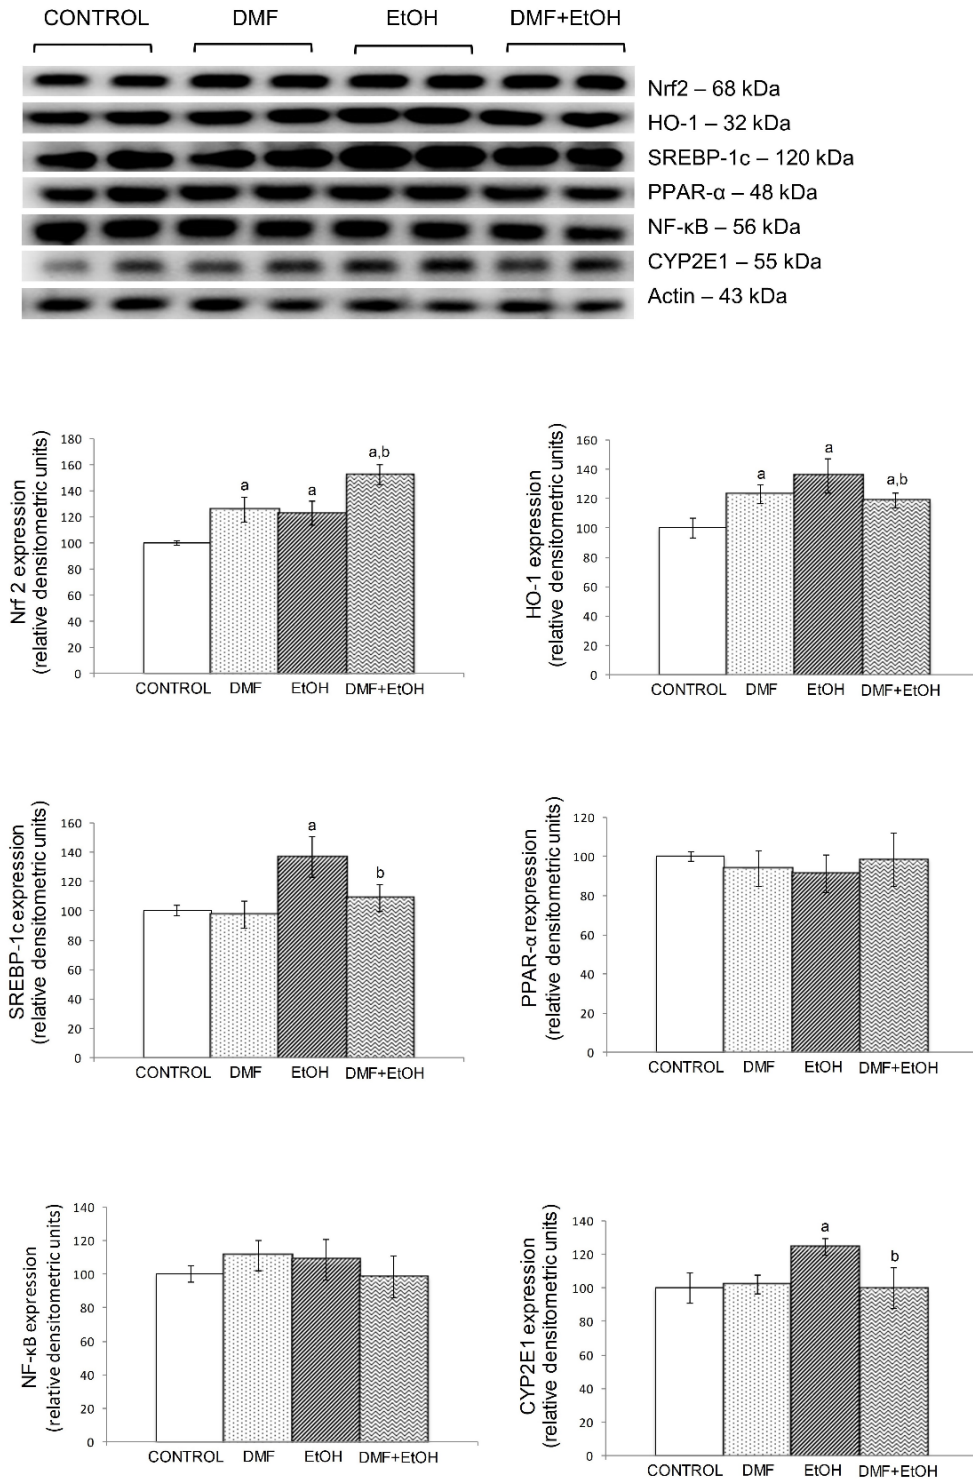 CONTROL DMF EtOH DMF+EtOH
Nrf2 – 68 kDa
HO-1 – 32 kDa
SREBP-1c – 120 kDa
PPAR-α – 48 kDa
NF-κB – 56 kDa
CYP2E1 – 55 kDa
Actin – 43 kDa
Nrf 2 expression
(relative densitometric units)
180
160
140
120
100
80
60
40
20
0
a
a
a,b
CONTROL DMF EtOH DMF+EtOH
HO-1 expression
(relative densitometric units)
160
140
120
100
80
60
40
20
0
a
a
a,b
CONTROL DMF EtOH DMF+EtOH
SREBP-1c expression
(relative densitometric units)
160
140
120
100
80
60
40
20
0
a
b
CONTROL DMF EtOH DMF+EtOH
PPAR-α rexpression
(relative densitometric units)
120
100
80
60
40
20
0
CONTROL DMF EtOH DMF+EtOH
NF-κB expression
(relative densitometric units)
140
120
100
80
60
40
20
0
CONTROL DMF EtOH DMF+EtOH
CYP2E1 expression
(relative densitometric units)
140
120
100
80
60
40
20
0
a
b
CONTROL DMF EtOH DMF+EtOH